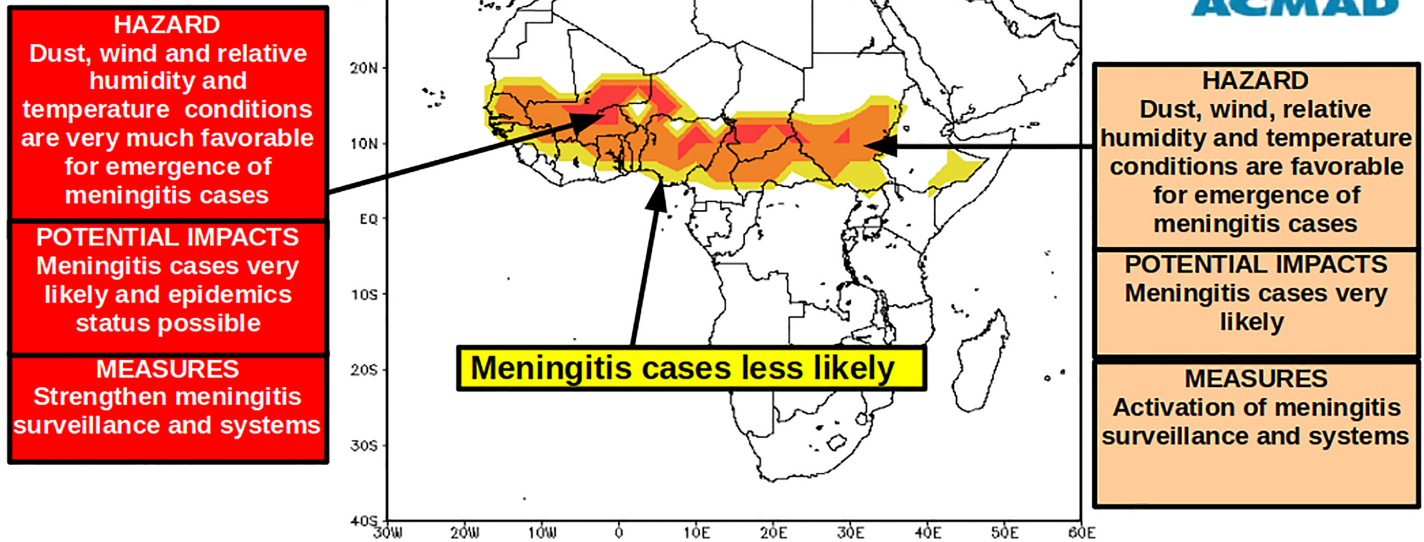 ACMAD
HAZARD
Dust, wind and relative
humidity and
temperature conditions
are very much favorable
for emergence of
meningitis cases
POTENTIAL IMPACTS
Meningitis cases very
likely and epidemics
status possible
MEASURES
Strengthen meningitis
surveillance and systems
20N
10N
EQ
10S
20S
30S
40S
30W 20W 10W 0 10E 20E 30E 40E 50E 60E
Meningitis cases less likely
HAZARD
Dust, wind, relative
humidity and temperature
conditions are favorable
for emergence of
meningitis cases
POTENTIAL IMPACTS
Meningitis cases very
likely
MEASURES
Activation of meningitis
surveillance and systems